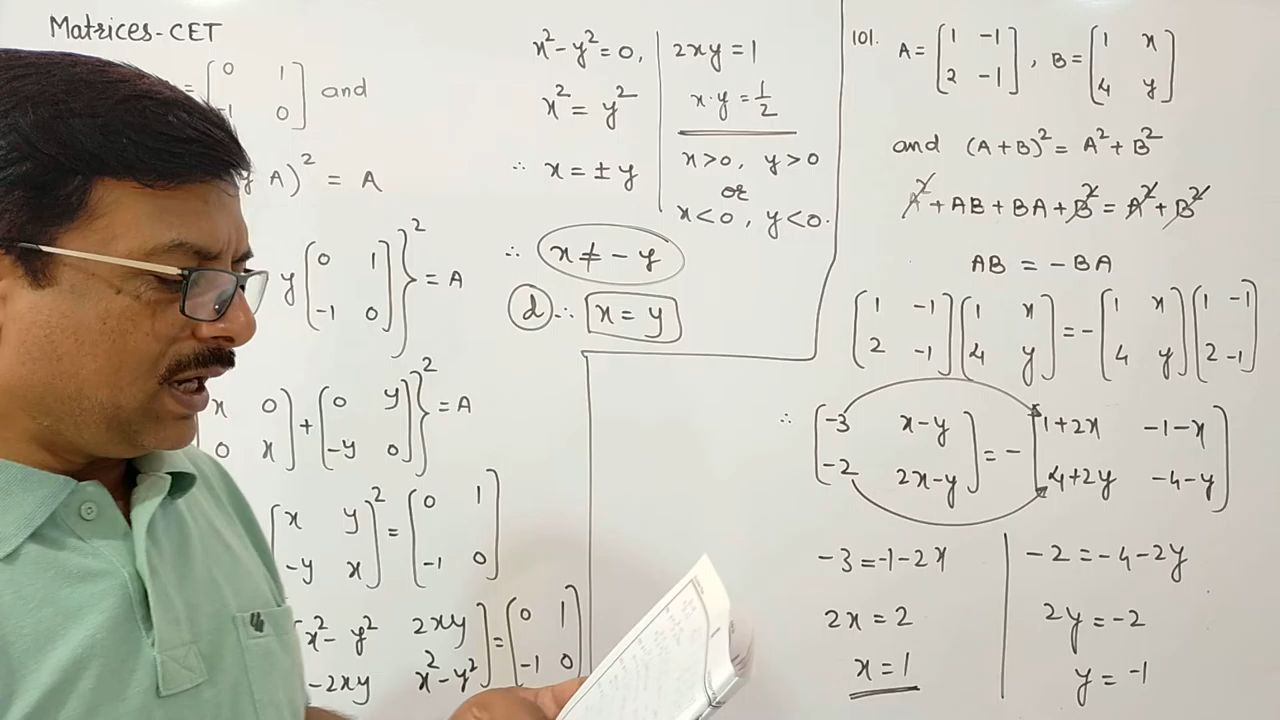 Matrices-CET
= [0 1
-1 0] and
y A)² = A
y [0 1
-1 0]}² = A
[x 0
0 x] + [0 y
-y 0]}² = A
[x y
-y x]² = [0 1
-1 0]
[x²-y² 2xy
-2xy x²-y²] = [0 1
-1 0]
x²-y²=0,
x² = y²
∴ x = ±y
2xy = 1
x·y = 1/2
x>0, y>0
or
x<0, y<0.
∴ x ≠ -y
(d) ∴ x = y
101. A = [1 -1
2 -1], B = [1 x
4 y]
and (A+B)² = A²+B²
A²+AB+BA+B² = A²+B²
AB = -BA
[1 -1
2 -1][1 x
4 y] = -[1 x
4 y][1 -1
2 -1]
∴ [-3 x-y
-2 2x-y] = -[1+2x -1-x
4+2y -4-y]
-3=-1-2x
2x = 2
x = 1
-2 = -4-2y
2y = -2
y = -1